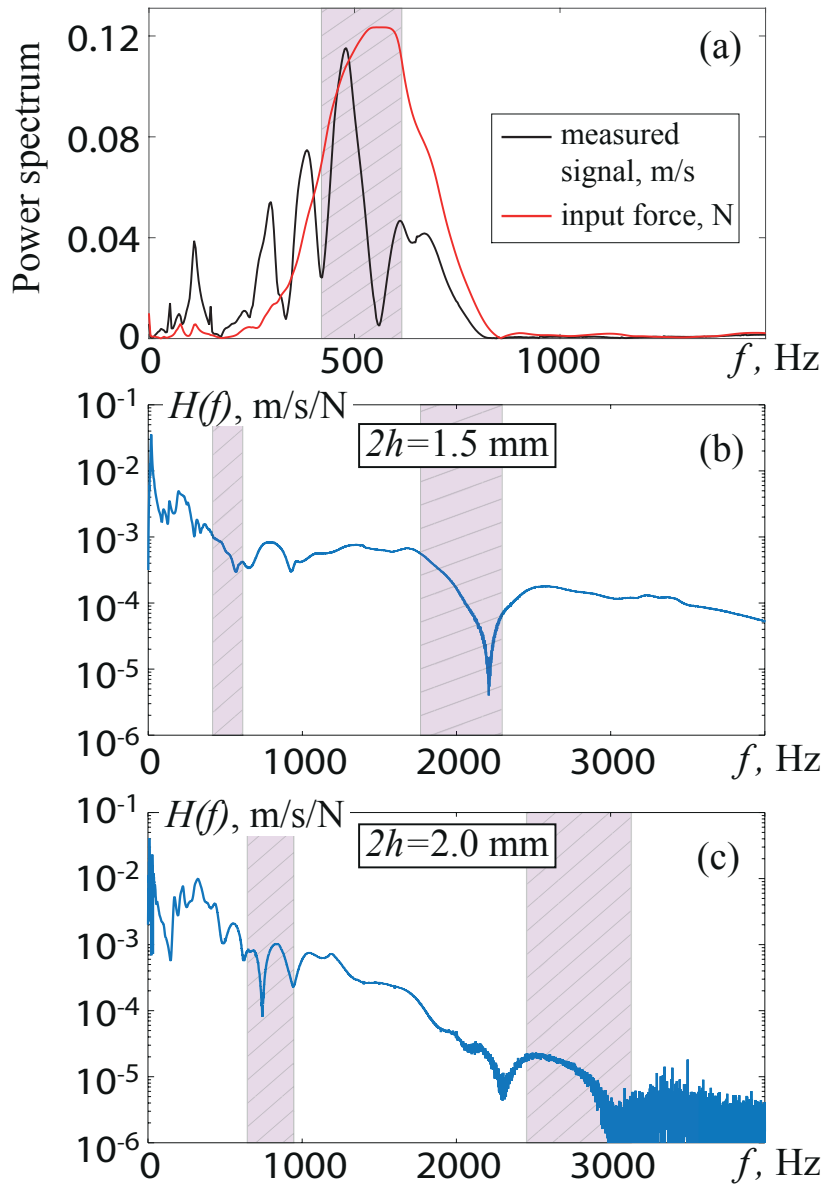 0.12
(a)
Power spectrum
0.08
measured
signal, m/s
input force, N
0.04
0
0
500
1000
f, Hz
10-1
H(f), m/s/N
2h=1.5 mm
(b)
10-2
10-3
10-4
10-5
10-6
0
1000
2000
3000
f, Hz
10-1
H(f), m/s/N
2h=2.0 mm
(c)
10-2
10-3
10-4
10-5
10-6
0
1000
2000
3000
f, Hz